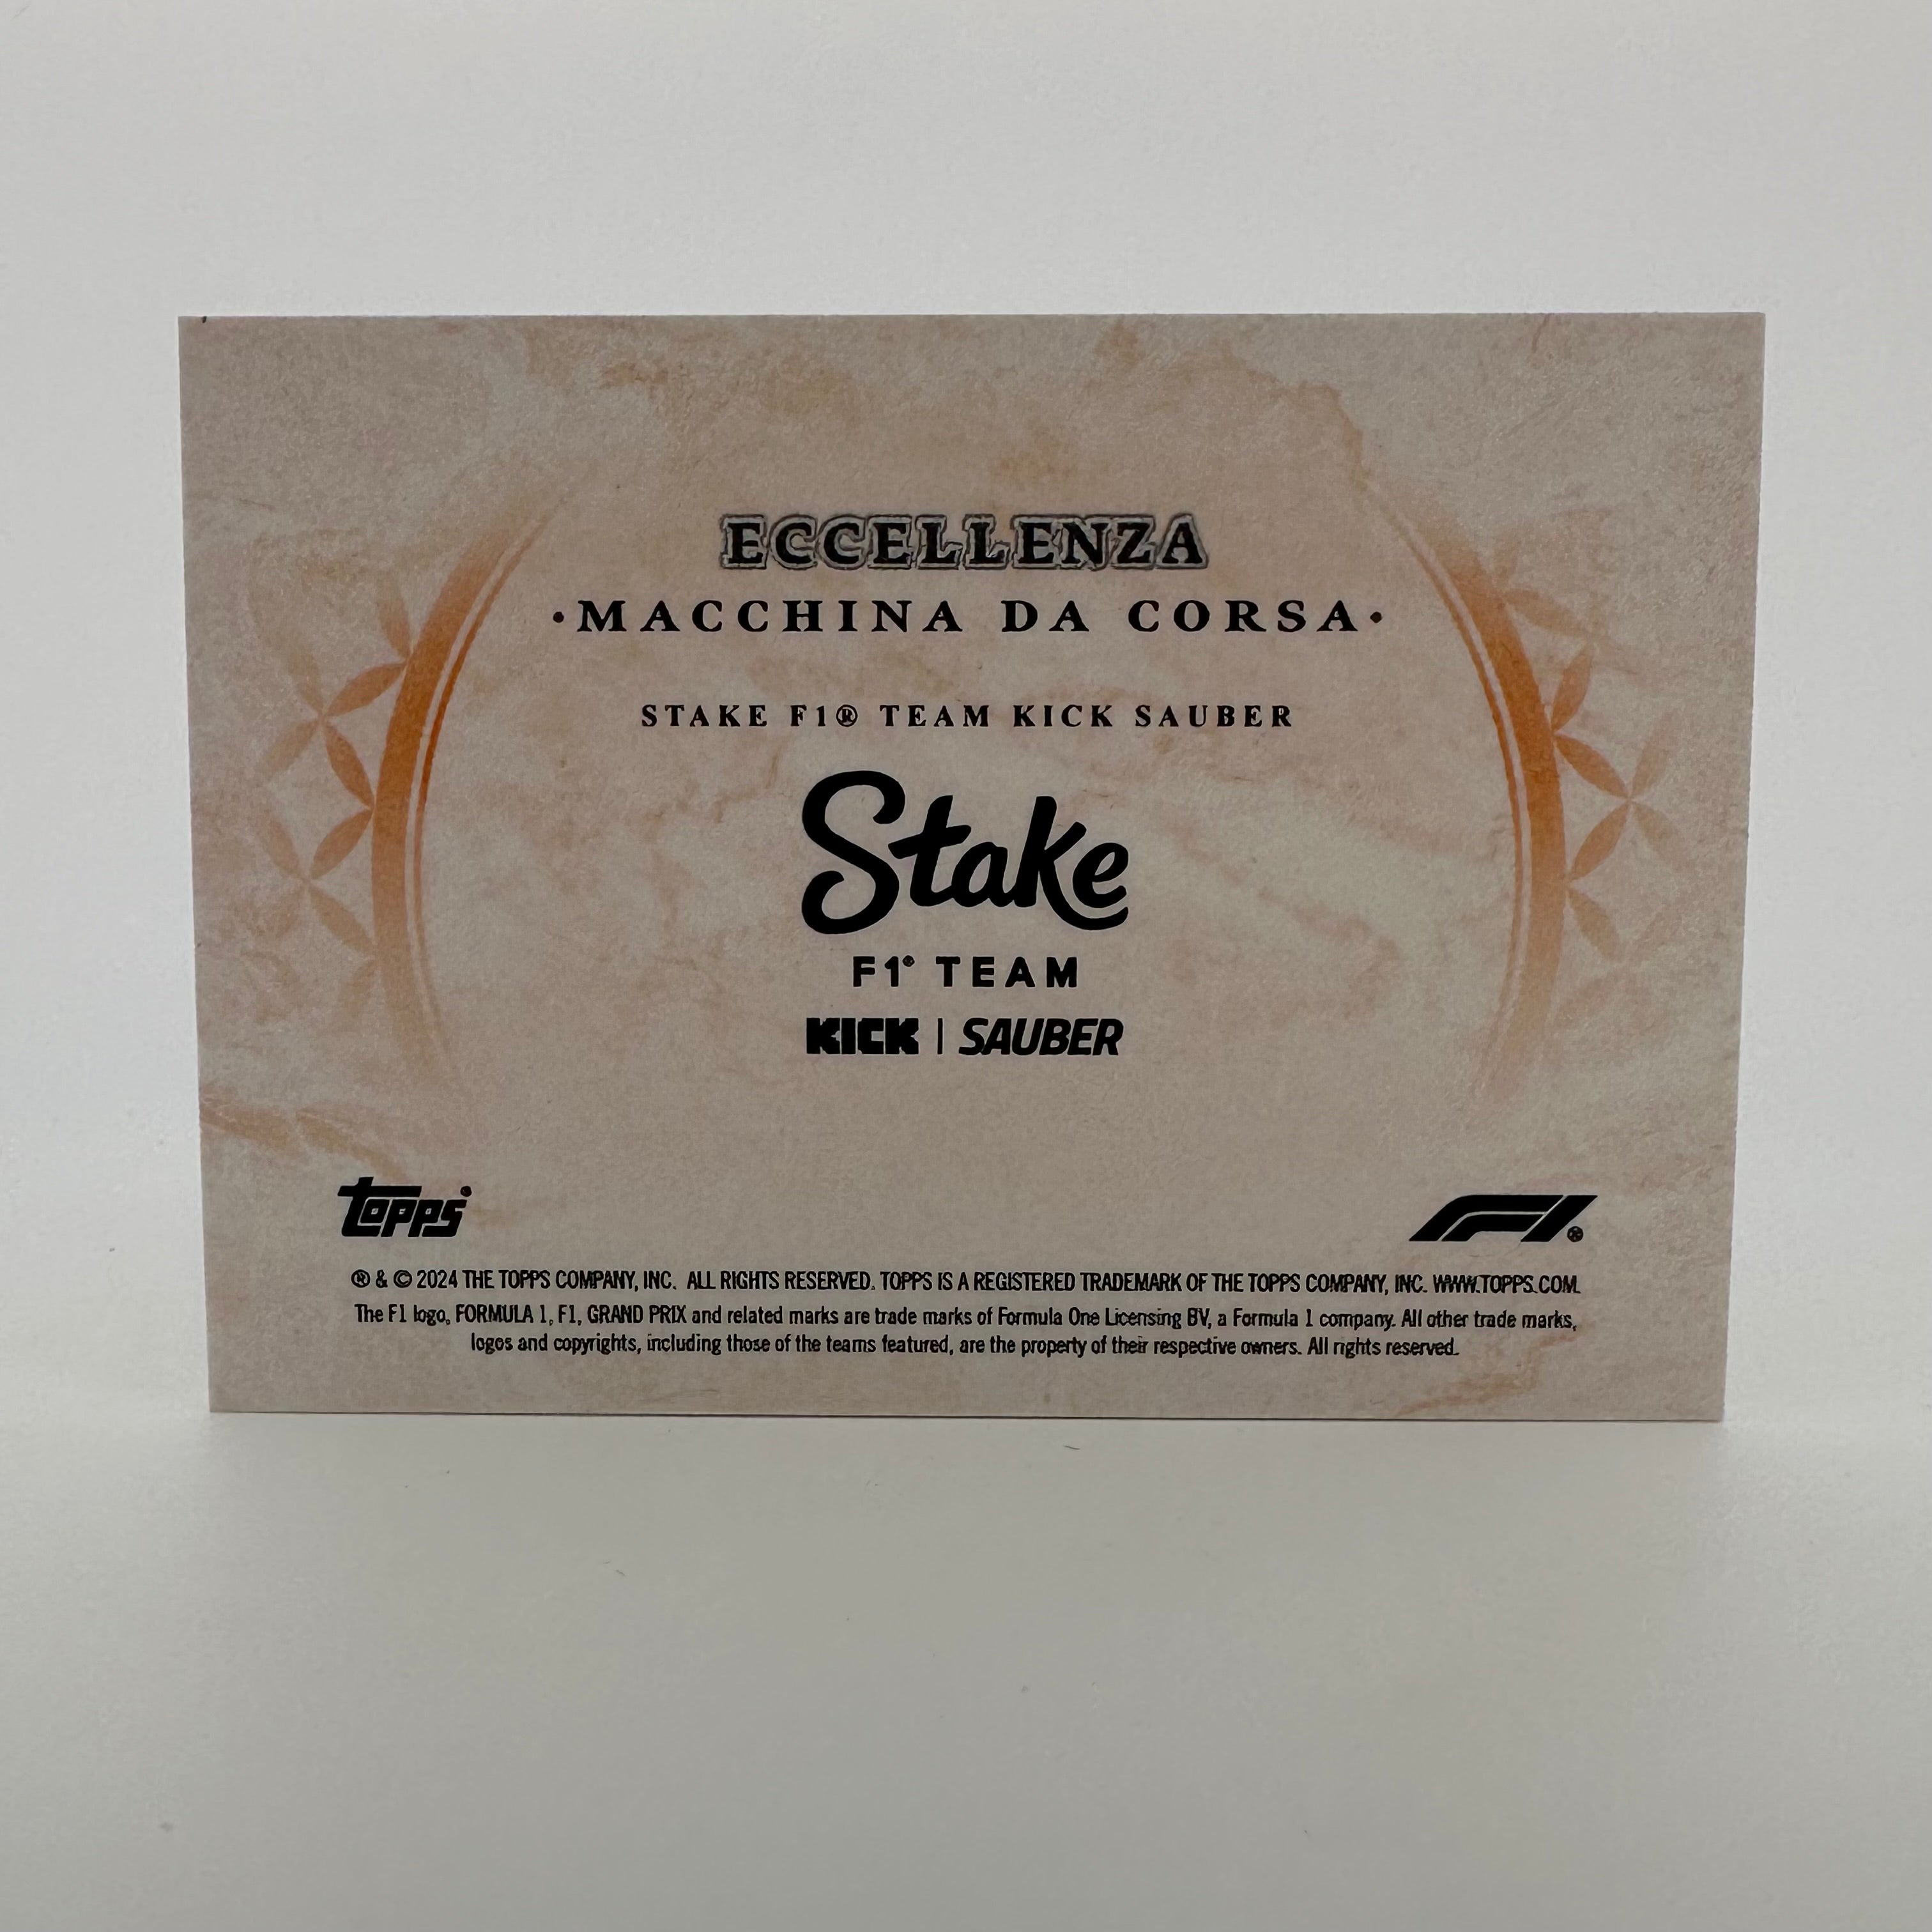 ECCELLENZA
·MACCHINA DA CORSA·
STAKE F1® TEAM KICK SAUBER
Stake
F1® TEAM
KICK | SAUBER
topps®
F1®
® & © 2024 THE TOPPS COMPANY, INC. ALL RIGHTS RESERVED. TOPPS IS A REGISTERED TRADEMARK OF THE TOPPS COMPANY, INC. WWW.TOPPS.COM.
The F1 logo, FORMULA 1, F1, GRAND PRIX and related marks are trade marks of Formula One Licensing BV, a Formula 1 company. All other trade marks,
logos and copyrights, including those of the teams featured, are the property of their respective owners. All rights reserved.